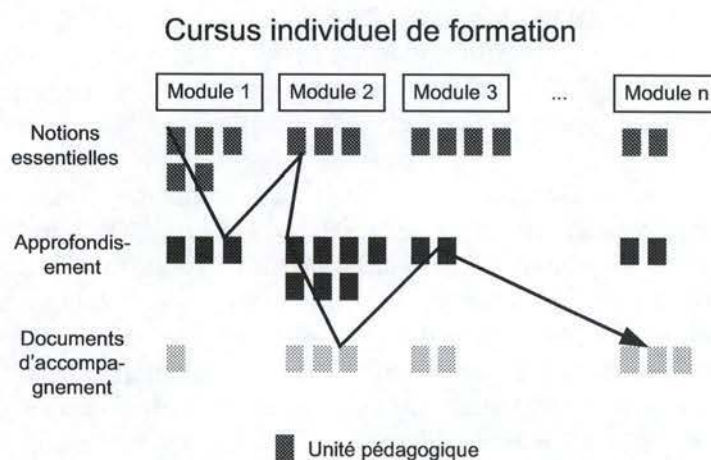 Cursus individuel de formation
Module 1 Module 2 Module 3 ... Module n
Notions
essentielles
Approfondis-
sement
Documents
d'accompa-
gnement
Unité pédagogique